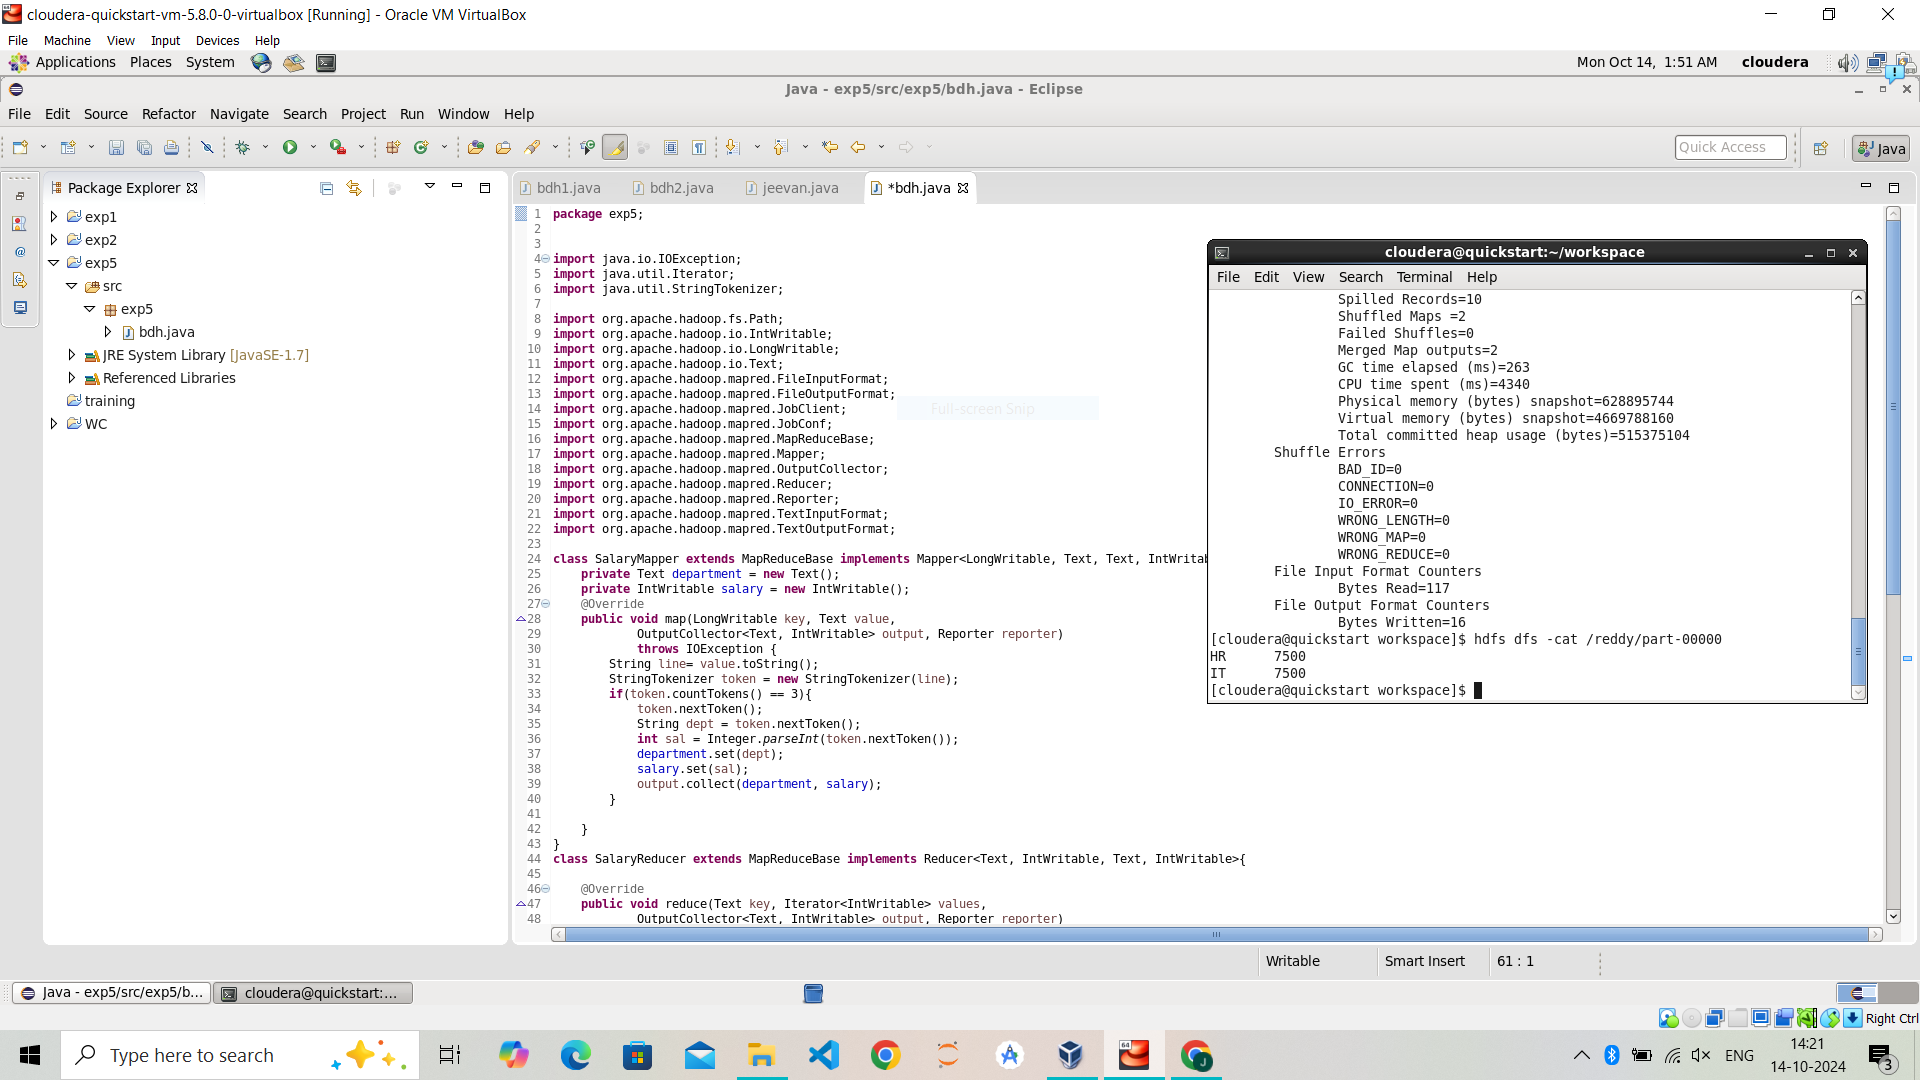 cloudera-quickstart-vm-5.8.0-0-virtualbox [Running] - Oracle VM VirtualBox
File Machine View Input Devices Help
Applications Places System
Mon Oct 14, 1:51 AM cloudera
Java - exp5/src/exp5/bdh.java - Eclipse
File Edit Source Refactor Navigate Search Project Run Window Help
Quick Access
Java
Package Explorer
exp1
exp2
exp5
src
exp5
bdh.java
JRE System Library [JavaSE-1.7]
Referenced Libraries
training
WC
bdh1.java bdh2.java jeevan.java *bdh.java
1 package exp5;
2
3
4 import java.io.IOException;
5 import java.util.Iterator;
6 import java.util.StringTokenizer;
7
8 import org.apache.hadoop.fs.Path;
9 import org.apache.hadoop.io.IntWritable;
10 import org.apache.hadoop.io.LongWritable;
11 import org.apache.hadoop.io.Text;
12 import org.apache.hadoop.mapred.FileInputFormat;
13 import org.apache.hadoop.mapred.FileOutputFormat;
14 import org.apache.hadoop.mapred.JobClient;
15 import org.apache.hadoop.mapred.JobConf;
16 import org.apache.hadoop.mapred.MapReduceBase;
17 import org.apache.hadoop.mapred.Mapper;
18 import org.apache.hadoop.mapred.OutputCollector;
19 import org.apache.hadoop.mapred.Reducer;
20 import org.apache.hadoop.mapred.Reporter;
21 import org.apache.hadoop.mapred.TextInputFormat;
22 import org.apache.hadoop.mapred.TextOutputFormat;
23
24 class SalaryMapper extends MapReduceBase implements Mapper<LongWritable, Text, Text, IntWritab
25 private Text department = new Text();
26 private IntWritable salary = new IntWritable();
27 @Override
28 public void map(LongWritable key, Text value,
29 OutputCollector<Text, IntWritable> output, Reporter reporter)
30 throws IOException {
31 String line= value.toString();
32 StringTokenizer token = new StringTokenizer(line);
33 if(token.countTokens() == 3){
34 token.nextToken();
35 String dept = token.nextToken();
36 int sal = Integer.parseInt(token.nextToken());
37 department.set(dept);
38 salary.set(sal);
39 output.collect(department, salary);
40 }
41
42 }
43 }
44 class SalaryReducer extends MapReduceBase implements Reducer<Text, IntWritable, Text, IntWritable>{
45
46 @Override
47 public void reduce(Text key, Iterator<IntWritable> values,
48 OutputCollector<Text, IntWritable> output, Reporter reporter)
Full-screen Snip
cloudera@quickstart:~/workspace
File Edit View Search Terminal Help
Spilled Records=10
Shuffled Maps =2
Failed Shuffles=0
Merged Map outputs=2
GC time elapsed (ms)=263
CPU time spent (ms)=4340
Physical memory (bytes) snapshot=628895744
Virtual memory (bytes) snapshot=4669788160
Total committed heap usage (bytes)=515375104
Shuffle Errors
BAD_ID=0
CONNECTION=0
IO_ERROR=0
WRONG_LENGTH=0
WRONG_MAP=0
WRONG_REDUCE=0
File Input Format Counters
Bytes Read=117
File Output Format Counters
Bytes Written=16
[cloudera@quickstart workspace]$ hdfs dfs -cat /reddy/part-00000
HR 7500
IT 7500
[cloudera@quickstart workspace]$
Writable Smart Insert 61 : 1
Java - exp5/src/exp5/b... cloudera@quickstart:...
Right Ctrl
Type here to search
64
J
ENG
14:21
14-10-2024
3